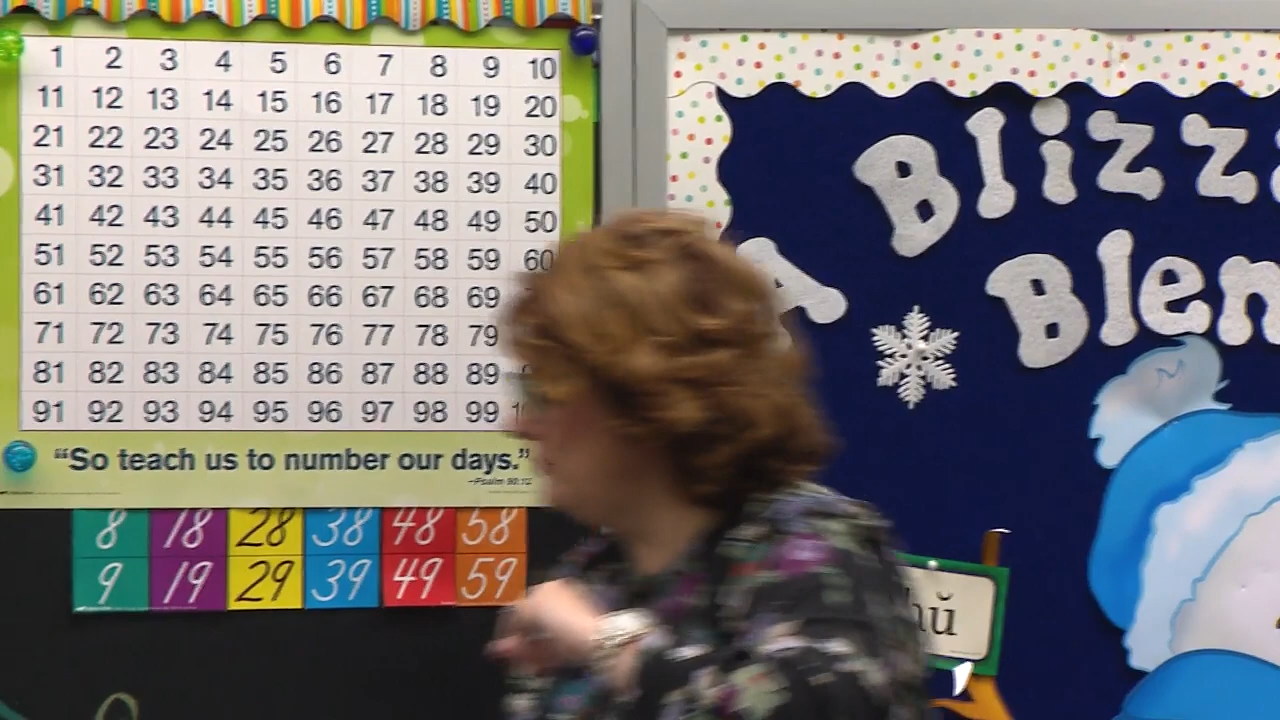 1 2 3 4 5 6 7 8 9 10
11 12 13 14 15 16 17 18 19 20
21 22 23 24 25 26 27 28 29 30
31 32 33 34 35 36 37 38 39 40
41 42 43 44 45 46 47 48 49 50
51 52 53 54 55 56 57 58 59 60
61 62 63 64 65 66 67 68 69
71 72 73 74 75 76 77 78 79
81 82 83 84 85 86 87 88 89
91 92 93 94 95 96 97 98 99
“So teach us to number our days.”
–Psalm 90:12
8 18 28 38 48 58
9 19 29 39 49 59
Blizz
A
Blen
hŭ